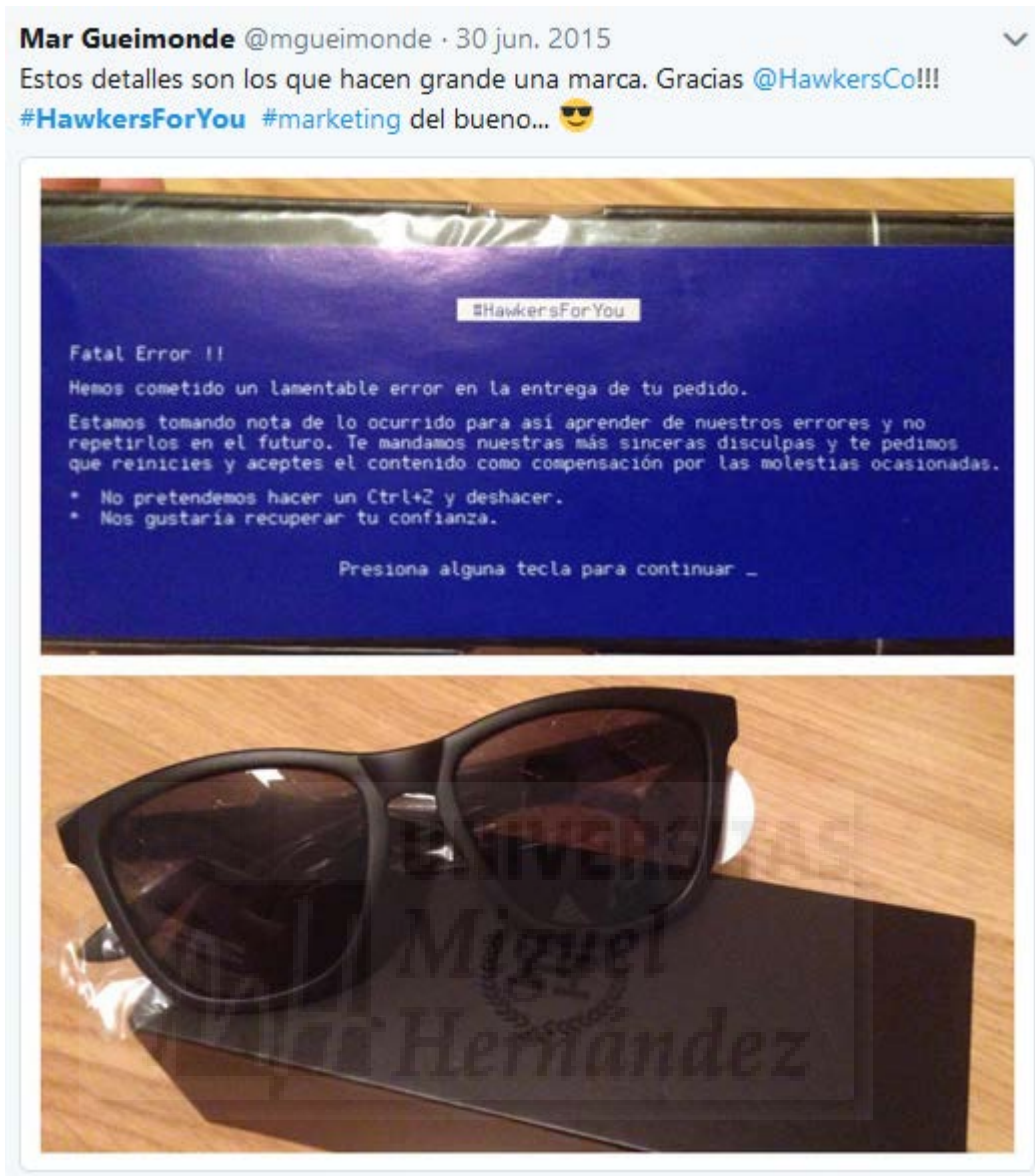 Mar Gueimonde @mgueimonde · 30 jun. 2015
Estos detalles son los que hacen grande una marca. Gracias @HawkersCo!!!
#HawkersForYou #marketing del bueno... 😎
#HawkersForYou
Fatal Error !!
Hemos cometido un lamentable error en la entrega de tu pedido.
Estamos tomando nota de lo ocurrido para así aprender de nuestros errores y no
repetirlos en el futuro. Te mandamos nuestras más sinceras disculpas y te pedimos
que reinicies y aceptes el contenido como compensación por las molestias ocasionadas.
* No pretendemos hacer un Ctrl+Z y deshacer.
* Nos gustaría recuperar tu confianza.
Presiona alguna tecla para continuar _
UNIVERSITAS
Miguel
Hernández